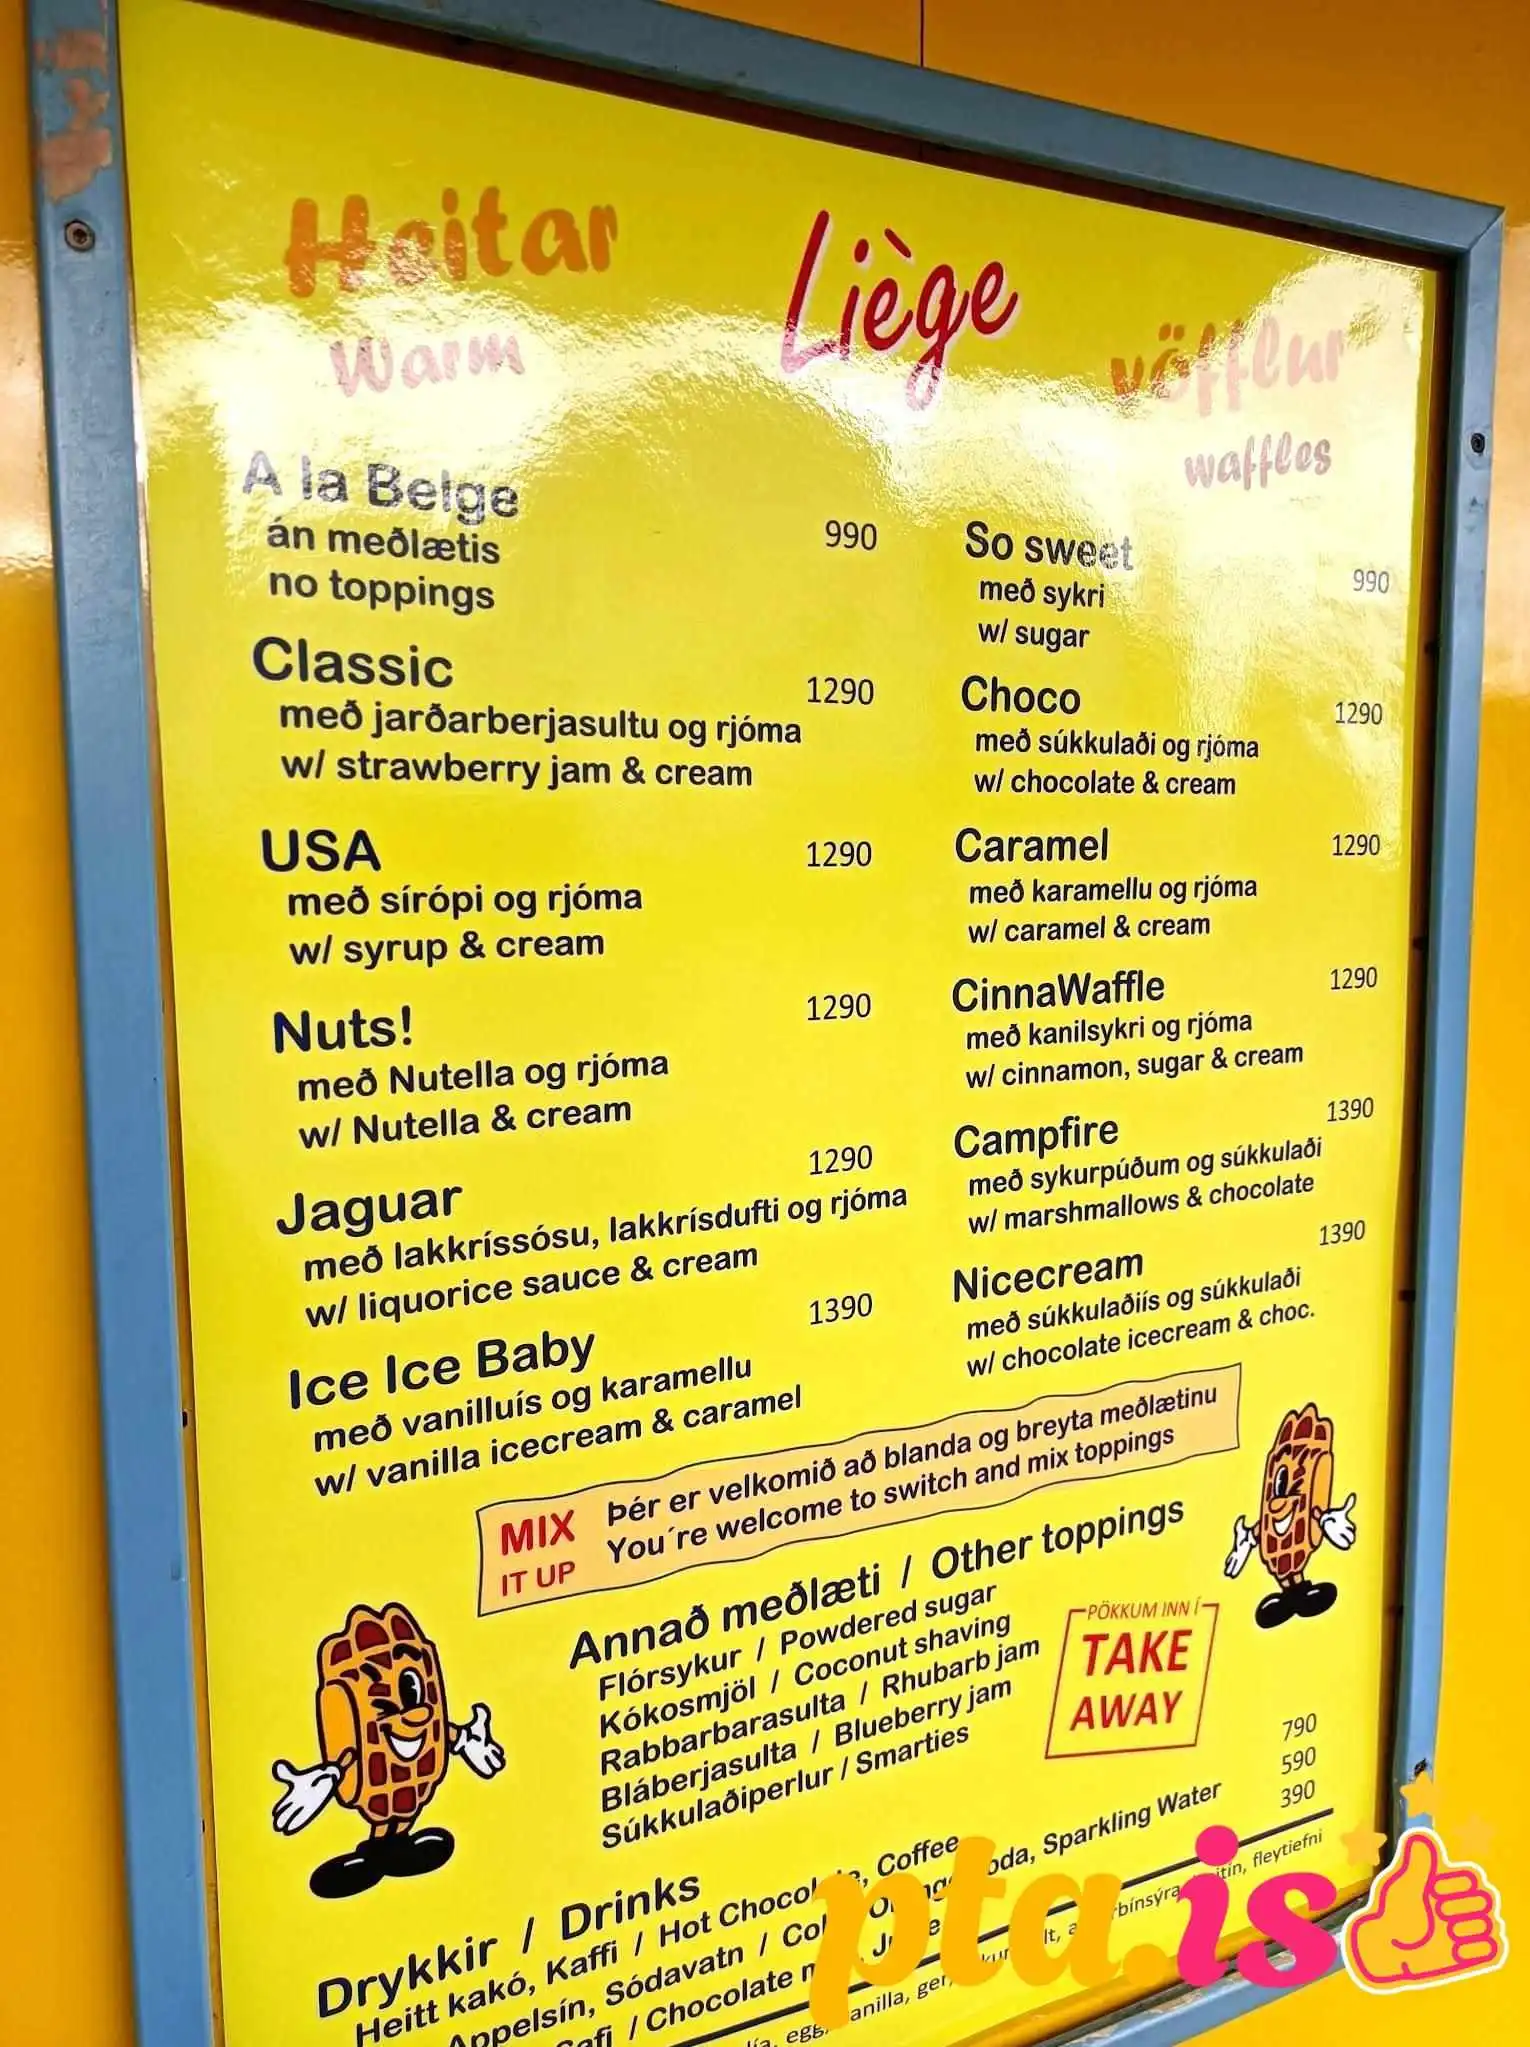 Heitar Liège vöfflur
Warm waffles
A la Belge 990
án meðlætis
no toppings
Classic 1290
með jarðarberjasultu og rjóma
w/ strawberry jam & cream
USA 1290
með sírópi og rjóma
w/ syrup & cream
Nuts! 1290
með Nutella og rjóma
w/ Nutella & cream
Jaguar 1290
með lakkríssósu, lakkrísdufti og rjóma
w/ liquorice sauce & cream
Ice Ice Baby 1390
með vanilluís og karamellu
w/ vanilla icecream & caramel
So sweet 990
með sykri
w/ sugar
Choco 1290
með súkkulaði og rjóma
w/ chocolate & cream
Caramel 1290
með karamellu og rjóma
w/ caramel & cream
CinnaWaffle 1290
með kanilsykri og rjóma
w/ cinnamon, sugar & cream
Campfire 1390
með sykurpúðum og súkkulaði
w/ marshmallows & chocolate
Nicecream 1390
með súkkulaðiís og súkkulaði
w/ chocolate icecream & choc.
MIX IT UP
Þér er velkomið að blanda og breyta meðlætinu
You´re welcome to switch and mix toppings
Annað meðlæti / Other toppings
Flórsykur / Powdered sugar
Kókosmjöl / Coconut shaving
Rabbarbarasulta / Rhubarb jam
Bláberjasulta / Blueberry jam
Súkkulaðiperlur / Smarties
PÖKKUM INN Í
TAKE
AWAY
Drykkir / Drinks
Heitt kakó, Kaffi / Hot Chocolate, Coffee 790
Appelsín, Sódavatn / Sparkling Water 590
/ Chocolate 390
vanilla, fleytiefni
pta.is